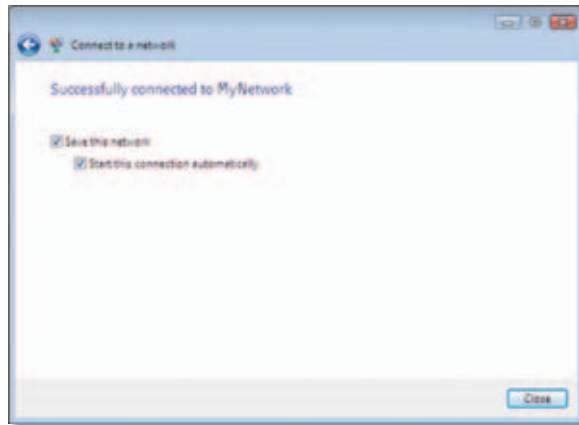 Connect to a network
Successfully connected to MyNetwork
Save this network
Start this connection automatically
Close